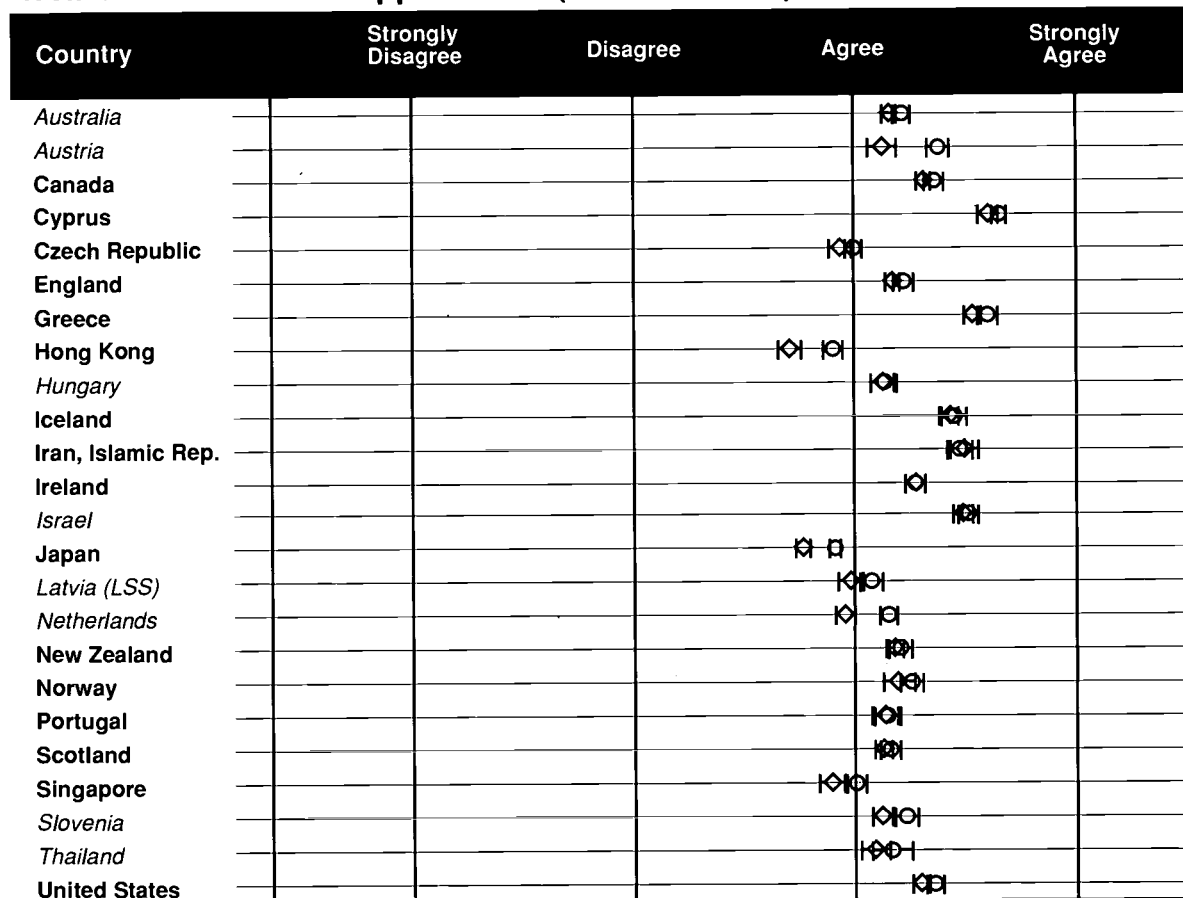 Country
Strongly Disagree
Disagree
Agree
Strongly Agree
Australia
Austria
Canada
Cyprus
Czech Republic
England
Greece
Hong Kong
Hungary
Iceland
Iran, Islamic Rep.
Ireland
Israel
Japan
Latvia (LSS)
Netherlands
New Zealand
Norway
Portugal
Scotland
Singapore
Slovenia
Thailand
United States